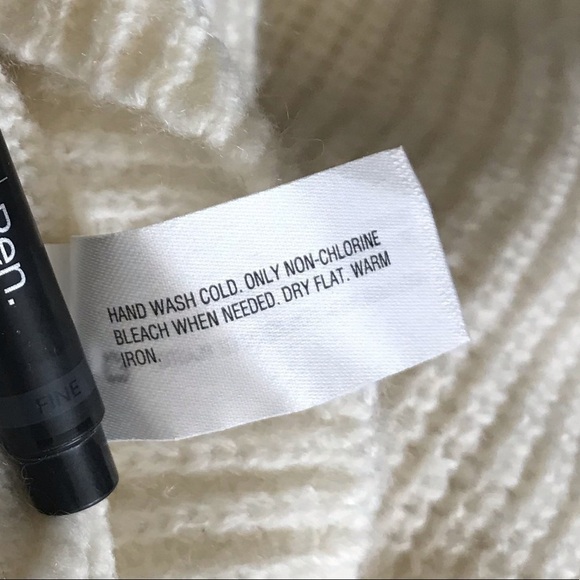 Pen.
FINE
HAND WASH COLD. ONLY NON-CHLORINE
BLEACH WHEN NEEDED. DRY FLAT. WARM
IRON.